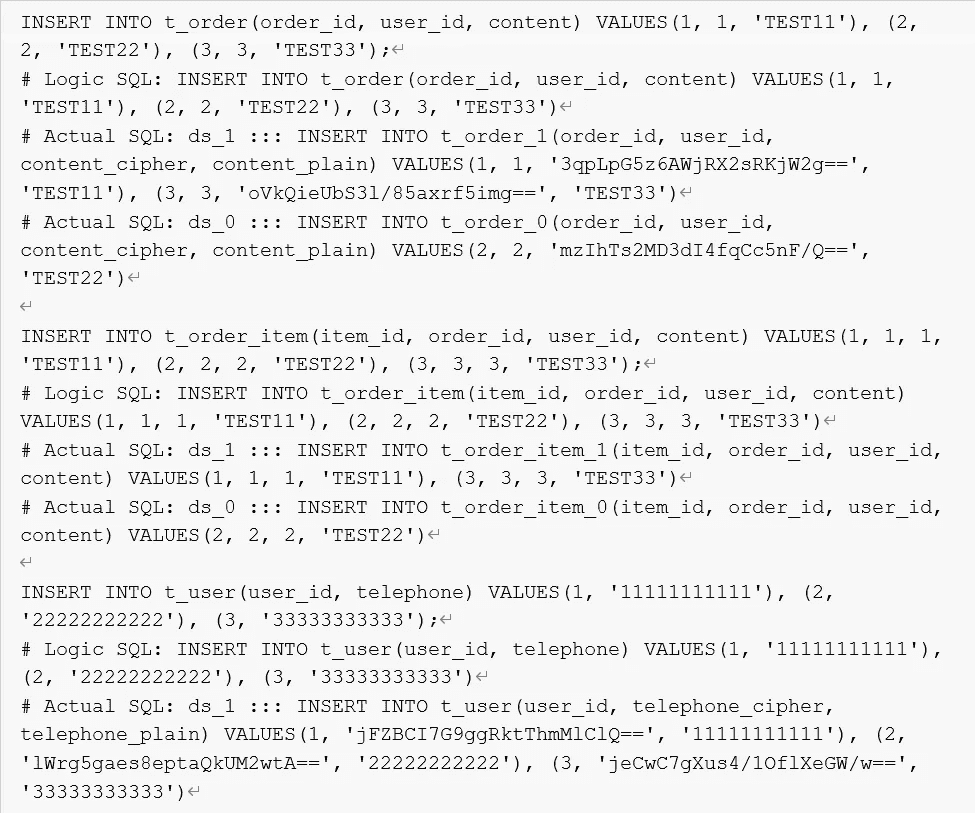 INSERT INTO t_order(order_id, user_id, content) VALUES(1, 1, 'TEST11'), (2,
2, 'TEST22'), (3, 3, 'TEST33');↵
# Logic SQL: INSERT INTO t_order(order_id, user_id, content) VALUES(1, 1,
'TEST11'), (2, 2, 'TEST22'), (3, 3, 'TEST33')↵
# Actual SQL: ds_1 ::: INSERT INTO t_order_1(order_id, user_id,
content_cipher, content_plain) VALUES(1, 1, '3qpLpG5z6AWjRX2sRKjW2g==',
'TEST11'), (3, 3, 'oVkQieUbS3l/85axrf5img==', 'TEST33')↵
# Actual SQL: ds_0 ::: INSERT INTO t_order_0(order_id, user_id,
content_cipher, content_plain) VALUES(2, 2, 'mzIhTs2MD3dI4fqCc5nF/Q==',
'TEST22')↵
↵
INSERT INTO t_order_item(item_id, order_id, user_id, content) VALUES(1, 1, 1,
'TEST11'), (2, 2, 2, 'TEST22'), (3, 3, 3, 'TEST33');↵
# Logic SQL: INSERT INTO t_order_item(item_id, order_id, user_id, content)
VALUES(1, 1, 1, 'TEST11'), (2, 2, 2, 'TEST22'), (3, 3, 3, 'TEST33')↵
# Actual SQL: ds_1 ::: INSERT INTO t_order_item_1(item_id, order_id, user_id,
content) VALUES(1, 1, 1, 'TEST11'), (3, 3, 3, 'TEST33')↵
# Actual SQL: ds_0 ::: INSERT INTO t_order_item_0(item_id, order_id, user_id,
content) VALUES(2, 2, 2, 'TEST22')↵
↵
INSERT INTO t_user(user_id, telephone) VALUES(1, '11111111111'), (2,
'22222222222'), (3, '33333333333');↵
# Logic SQL: INSERT INTO t_user(user_id, telephone) VALUES(1, '11111111111'),
(2, '22222222222'), (3, '33333333333')↵
# Actual SQL: ds_1 ::: INSERT INTO t_user(user_id, telephone_cipher,
telephone_plain) VALUES(1, 'jFZBCI7G9ggRktThmMlClQ==', '11111111111'), (2,
'lWrg5gaes8eptaQkUM2wtA==', '22222222222'), (3, 'jeCwC7gXus4/1OflXeGW/w==',
'33333333333')↵